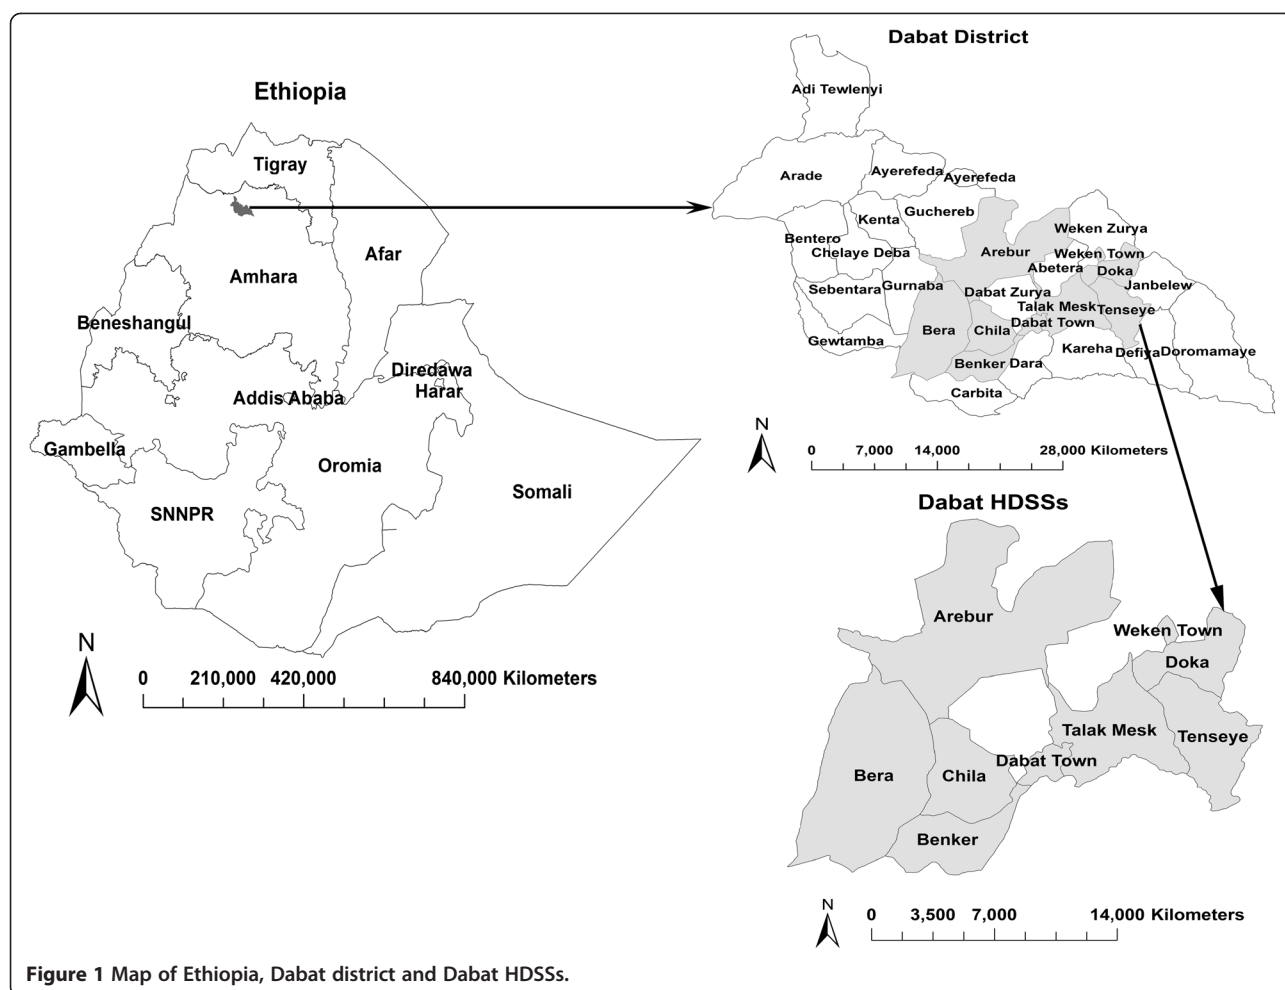 Ethiopia
Tigray
Afar
Amhara
Beneshangul
Diredawa
Harar
Addis Ababa
Gambella
Oromia
Somali
SNNPR
N
0 210,000 420,000 840,000 Kilometers
Dabat District
Adi Tewlenyi
Arade
Ayerefeda
Ayerefeda
Kenta
Guchereb
Weken Zurya
Bentero
Chelaye Deba
Arebur
Weken Town
Abetera
Doka
Sebentara
Gurnaba
Dabat Zurya
Janbelew
Talak Mesk
Tenseye
Bera
Chila
Dabat Town
Gewtamba
Kareha
Defiya
Doromamaye
Benker
Dara
Carbita
N
0 7,000 14,000 28,000 Kilometers
Dabat HDSSs
Arebur
Weken Town
Doka
Talak Mesk
Tenseye
Dabat Town
Bera
Chila
Benker
N
0 3,500 7,000 14,000 Kilometers
Figure 1 Map of Ethiopia, Dabat district and Dabat HDSSs.